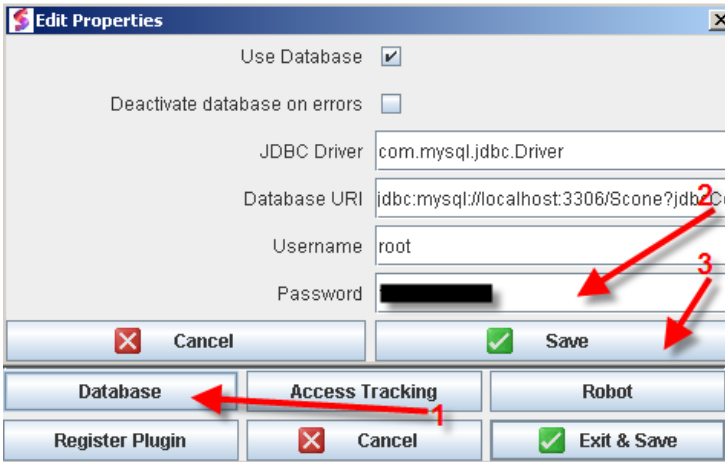 Edit Properties
Use Database
Deactivate database on errors
JDBC Driver com.mysql.jdbc.Driver
Database URI jdbc:mysql://localhost:3306/Scone?jdbcCo
2
Username root
3
Password
Cancel Save
Database Access Tracking Robot
1
Register Plugin Cancel Exit & Save